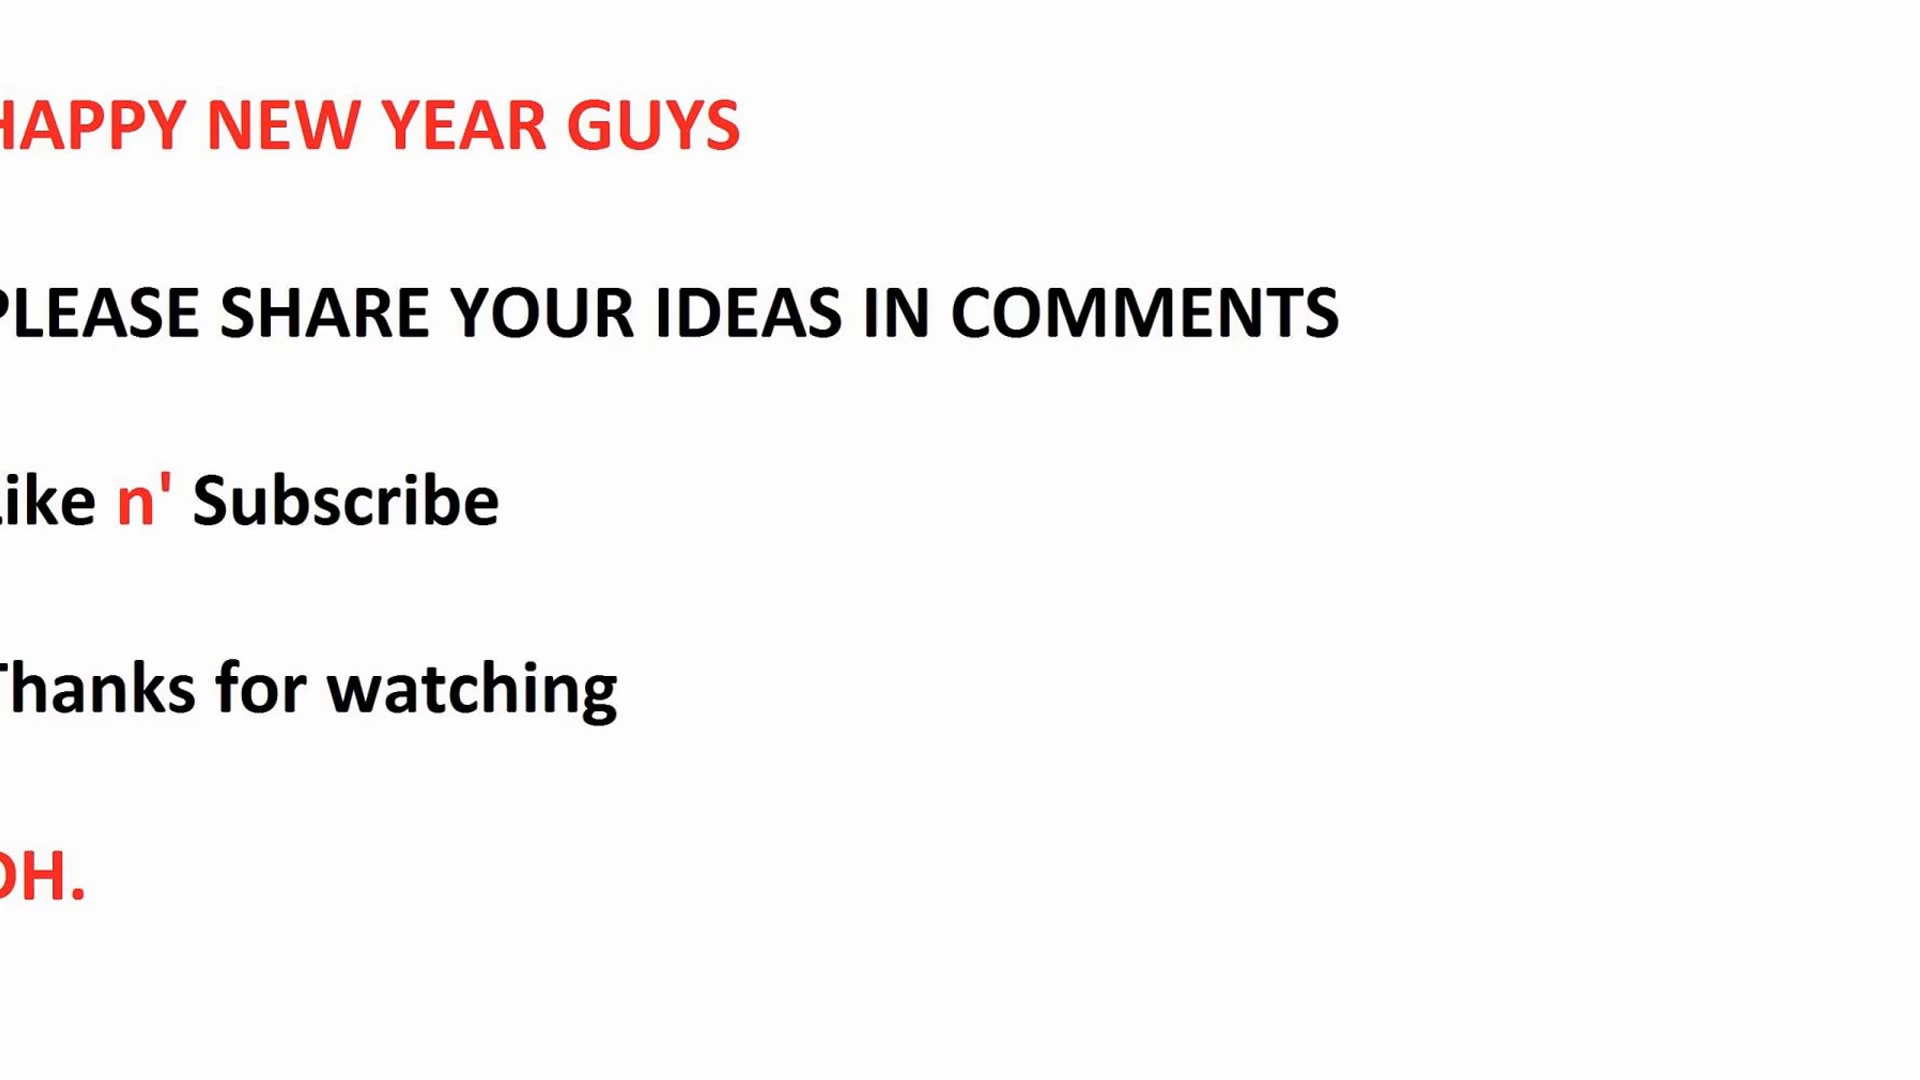 HAPPY NEW YEAR GUYS
PLEASE SHARE YOUR IDEAS IN COMMENTS
Like n' Subscribe
Thanks for watching